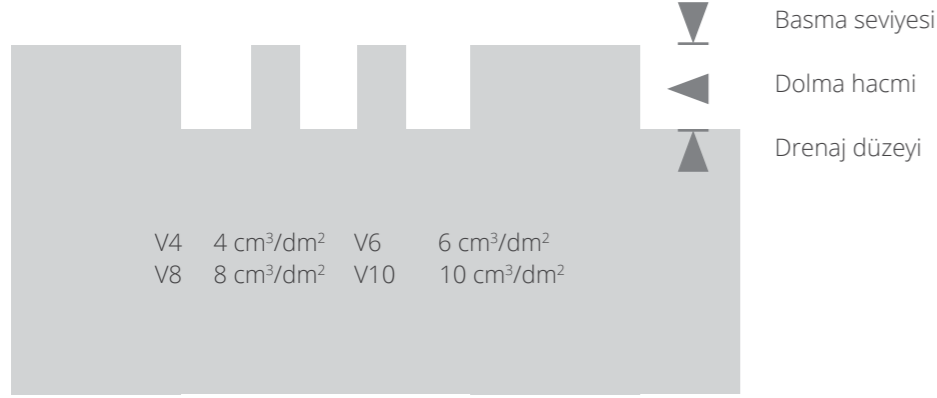 Basma seviyesi
Dolma hacmi
Drenaj düzeyi
V4 4 cm³/dm² V6 6 cm³/dm²
V8 8 cm³/dm² V10 10 cm³/dm²